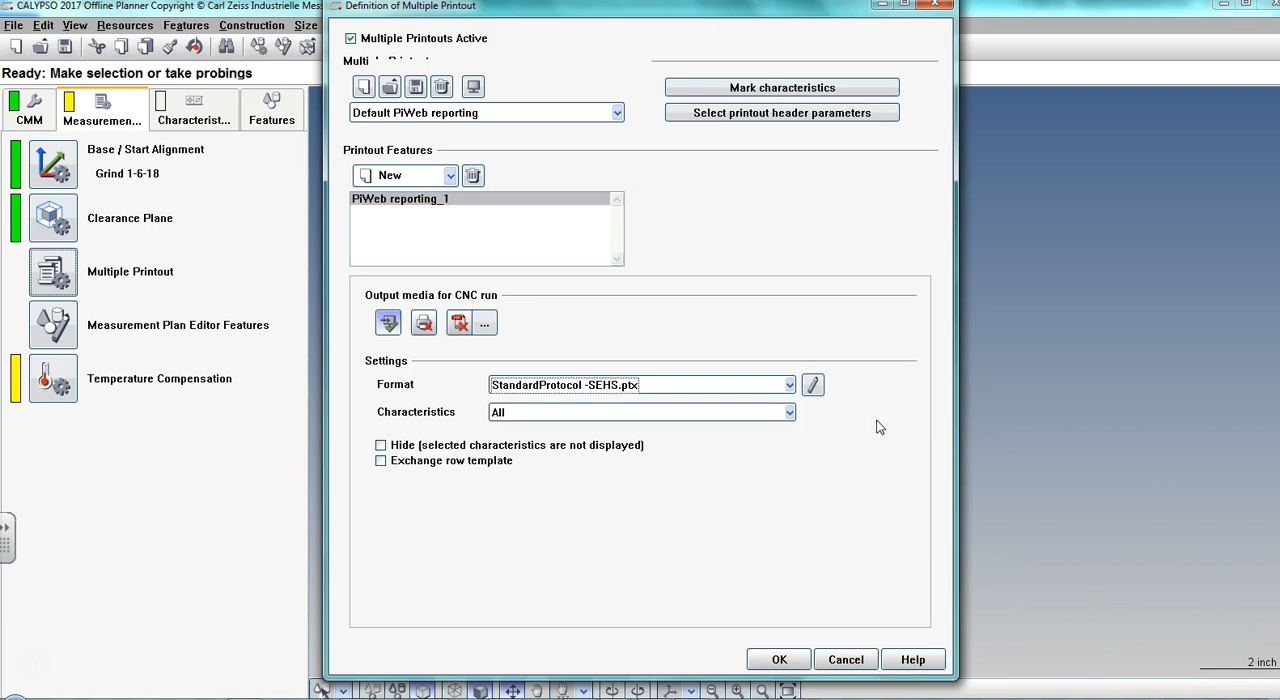 CALYPSO 2017 Offline Planner Copyright © Carl Zeiss Industrielle Mes
Definition of Multiple Printout
File Edit View Resources Features Construction Size
Ready: Make selection or take probings
CMM
Measuremen...
Characterist...
Features
Base / Start Alignment
Grind 1-6-18
Clearance Plane
Multiple Printout
Measurement Plan Editor Features
Temperature Compensation
Multiple Printouts Active
Default PiWeb reporting
Mark characteristics
Select printout header parameters
Printout Features
New
PiWeb reporting_1
Output media for CNC run
...
Settings
Format
StandardProtocol -SEHS.ptx
Characteristics
All
Hide (selected characteristics are not displayed)
Exchange row template
OK
Cancel
Help
2 inch